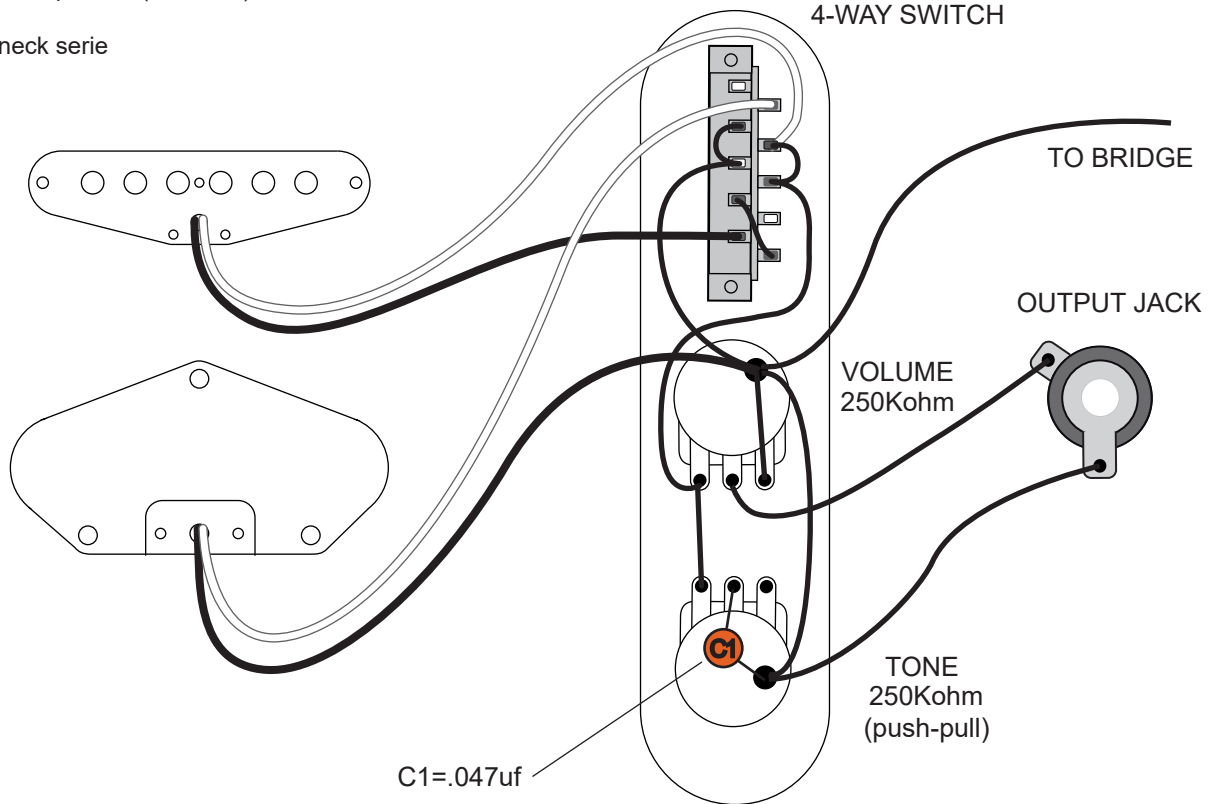 4-WAY SWITCH
neck serie
TO BRIDGE
OUTPUT JACK
VOLUME
250Kohm
C1
TONE
250Kohm
(push-pull)
C1=.047uf